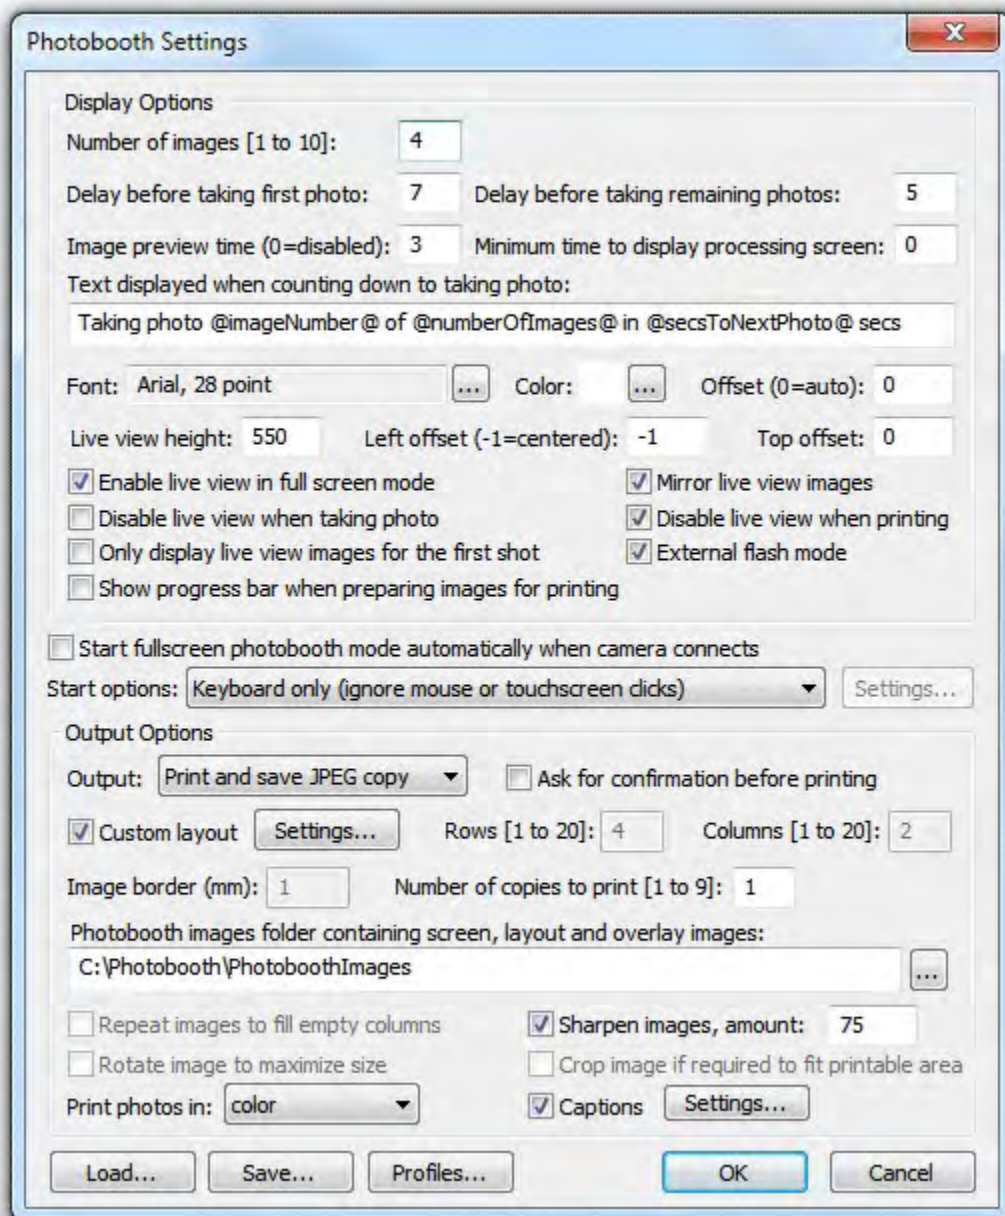 Photobooth Settings
Display Options
Number of images [1 to 10]: 4
Delay before taking first photo: 7 Delay before taking remaining photos: 5
Image preview time (0=disabled): 3 Minimum time to display processing screen: 0
Text displayed when counting down to taking photo:
Taking photo @imageNumber@ of @numberOfImages@ in @secsToNextPhoto@ secs
Font: Arial, 28 point ... Color: ... Offset (0=auto): 0
Live view height: 550 Left offset (-1=centered): -1 Top offset: 0
Enable live view in full screen mode Mirror live view images
Disable live view when taking photo Disable live view when printing
Only display live view images for the first shot External flash mode
Show progress bar when preparing images for printing
Start fullscreen photobooth mode automatically when camera connects
Start options: Keyboard only (ignore mouse or touchscreen clicks) Settings...
Output Options
Output: Print and save JPEG copy Ask for confirmation before printing
Custom layout Settings... Rows [1 to 20]: 4 Columns [1 to 20]: 2
Image border (mm): 1 Number of copies to print [1 to 9]: 1
Photobooth images folder containing screen, layout and overlay images:
C:\Photobooth\PhotoboothImages ...
Repeat images to fill empty columns Sharpen images, amount: 75
Rotate image to maximize size Crop image if required to fit printable area
Print photos in: color Captions Settings...
Load... Save... Profiles... OK Cancel